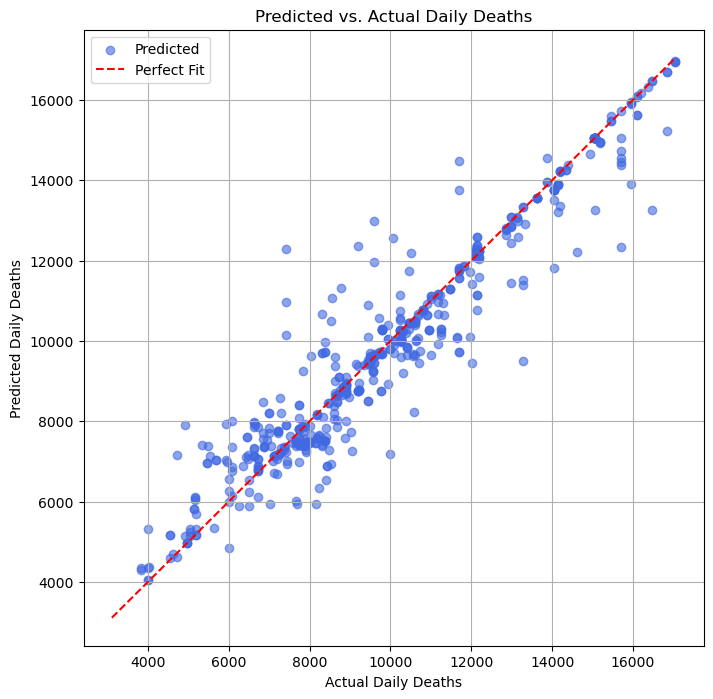 Predicted vs. Actual Daily Deaths
Predicted
Perfect Fit
Predicted Daily Deaths
16000
14000
12000
10000
8000
6000
4000
4000 6000 8000 10000 12000 14000 16000
Actual Daily Deaths